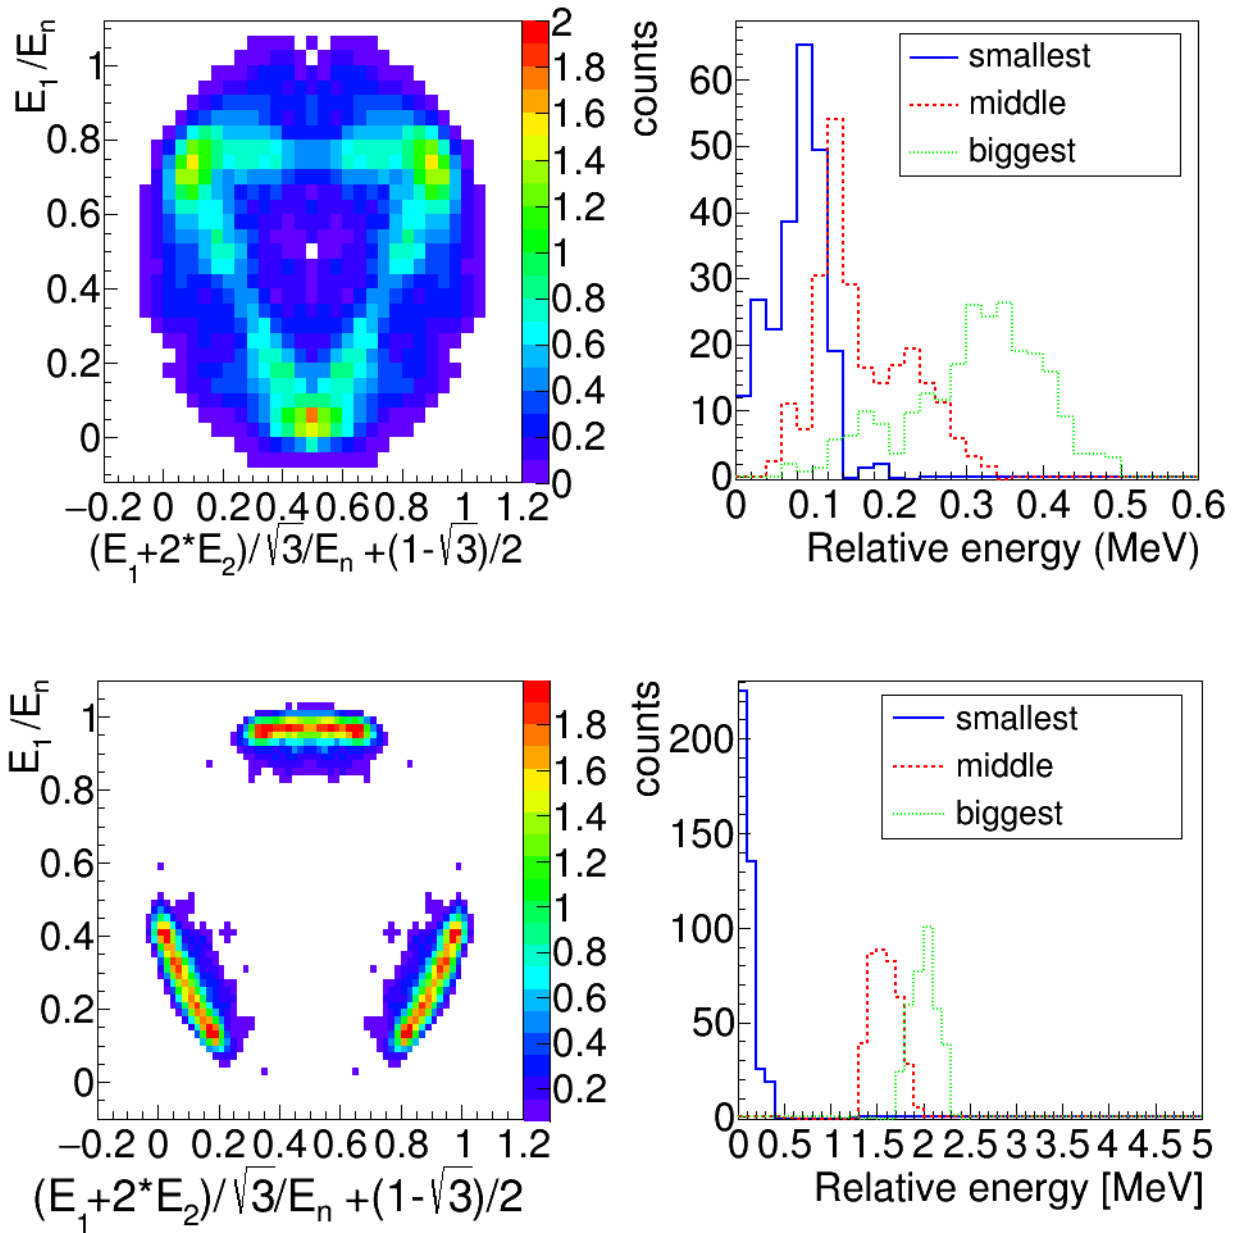 E1/En
1
0.8
0.6
0.4
0.2
0
−0.2 0 0.2 0.4 0.6 0.8 1 1.2
(E1+2*E2)/√3/En +(1-√3)/2
2
1.8
1.6
1.4
1.2
1
0.8
0.6
0.4
0.2
0
counts
60
50
40
30
20
10
0
0 0.1 0.2 0.3 0.4 0.5 0.6
Relative energy (MeV)
smallest
middle
biggest
E1/En
1
0.8
0.6
0.4
0.2
0
−0.2 0 0.2 0.4 0.6 0.8 1 1.2
(E1+2*E2)/√3/En +(1-√3)/2
1.8
1.6
1.4
1.2
1
0.8
0.6
0.4
0.2
counts
200
150
100
50
0
0 0.5 1 1.5 2 2.5 3 3.5 4 4.5 5
Relative energy [MeV]
smallest
middle
biggest